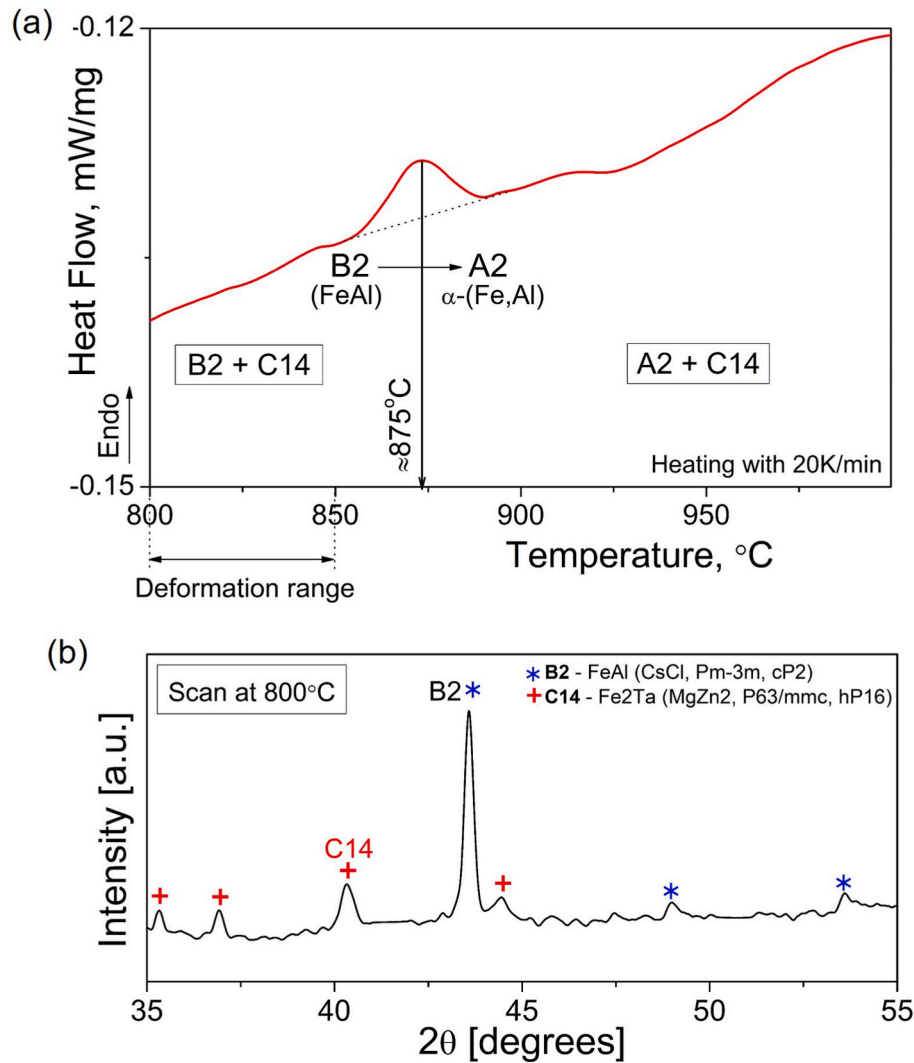 (a)
-0.12
Heat Flow, mW/mg
Endo
B2
A2
(FeAl)
α-(Fe,Al)
B2 + C14
A2 + C14
≈875°C
Heating with 20K/min
-0.15
800
850
900
950
Temperature, °C
Deformation range
(b)
Scan at 800°C
B2
B2 - FeAl (CsCl, Pm-3m, cP2)
C14 - Fe2Ta (MgZn2, P63/mmc, hP16)
C14
Intensity [a.u.]
35
40
45
50
55
2θ [degrees]